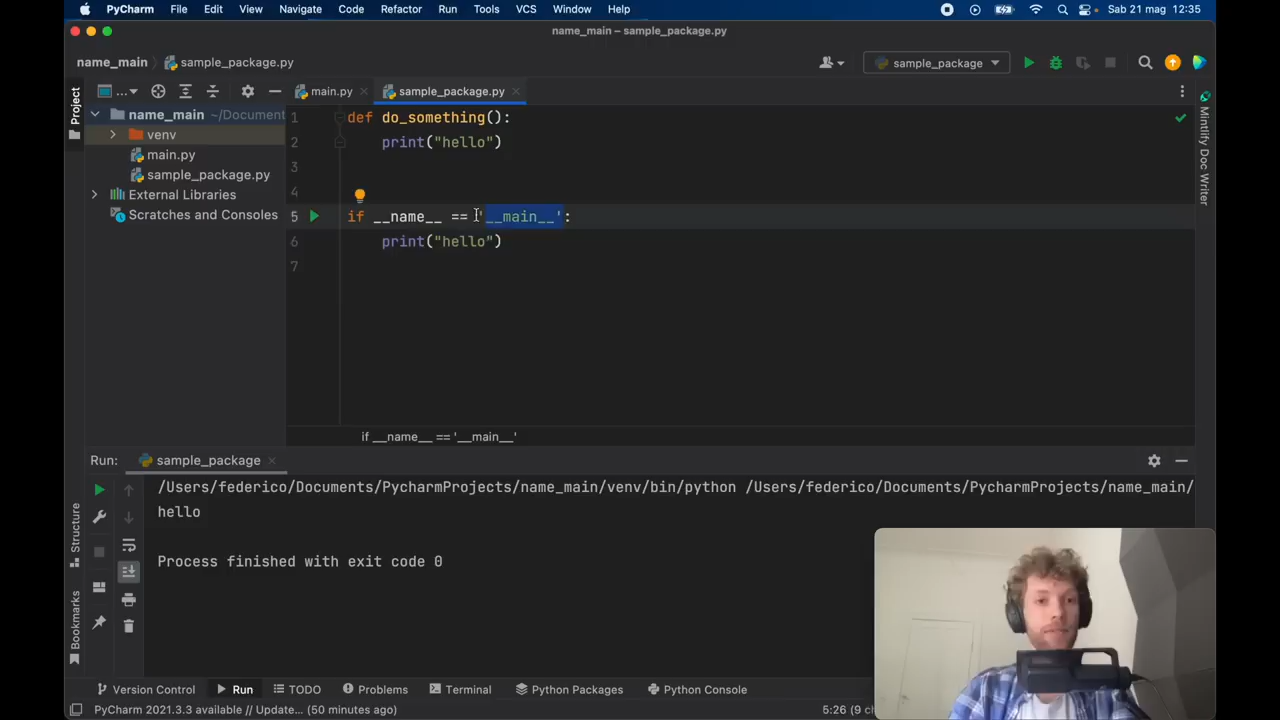 PyCharm File Edit View Navigate Code Refactor Run Tools VCS Window Help Sab 21 mag 12:35
name_main – sample_package.py
name_main sample_package.py sample_package
Project ... main.py sample_package.py
name_main ~/Document
venv
main.py
sample_package.py
External Libraries
Scratches and Consoles
1 def do_something():
2 print("hello")
3
4
5 if __name__ == '__main__':
6 print("hello")
7
if __name__ == '__main__'
Mintlify Doc Writer
Run: sample_package
/Users/federico/Documents/PycharmProjects/name_main/venv/bin/python /Users/federico/Documents/PycharmProjects/name_main/
hello
Process finished with exit code 0
Structure
Bookmarks
Version Control Run TODO Problems Terminal Python Packages Python Console
PyCharm 2021.3.3 available // Update... (50 minutes ago) 5:26 (9 c